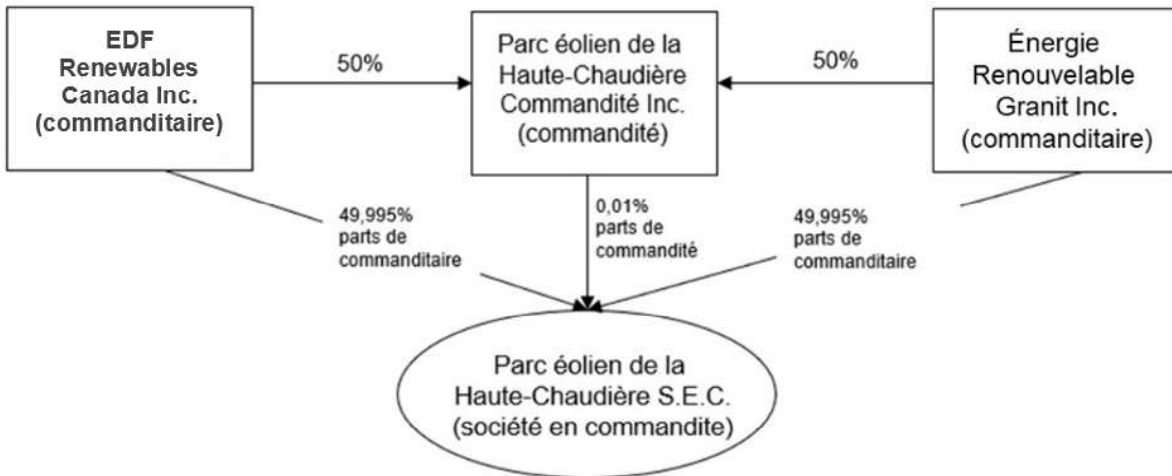 EDF
Renewables
Canada Inc.
(commanditaire)
50%
Parc éolien de la
Haute-Chaudière
Commandité Inc.
(commandité)
50%
Énergie
Renouvelable
Granit Inc.
(commanditaire)
49,995%
parts de
commanditaire
0,01%
parts de
commandité
49,995%
parts de
commanditaire
Parc éolien de la
Haute-Chaudière S.E.C.
(société en commandite)